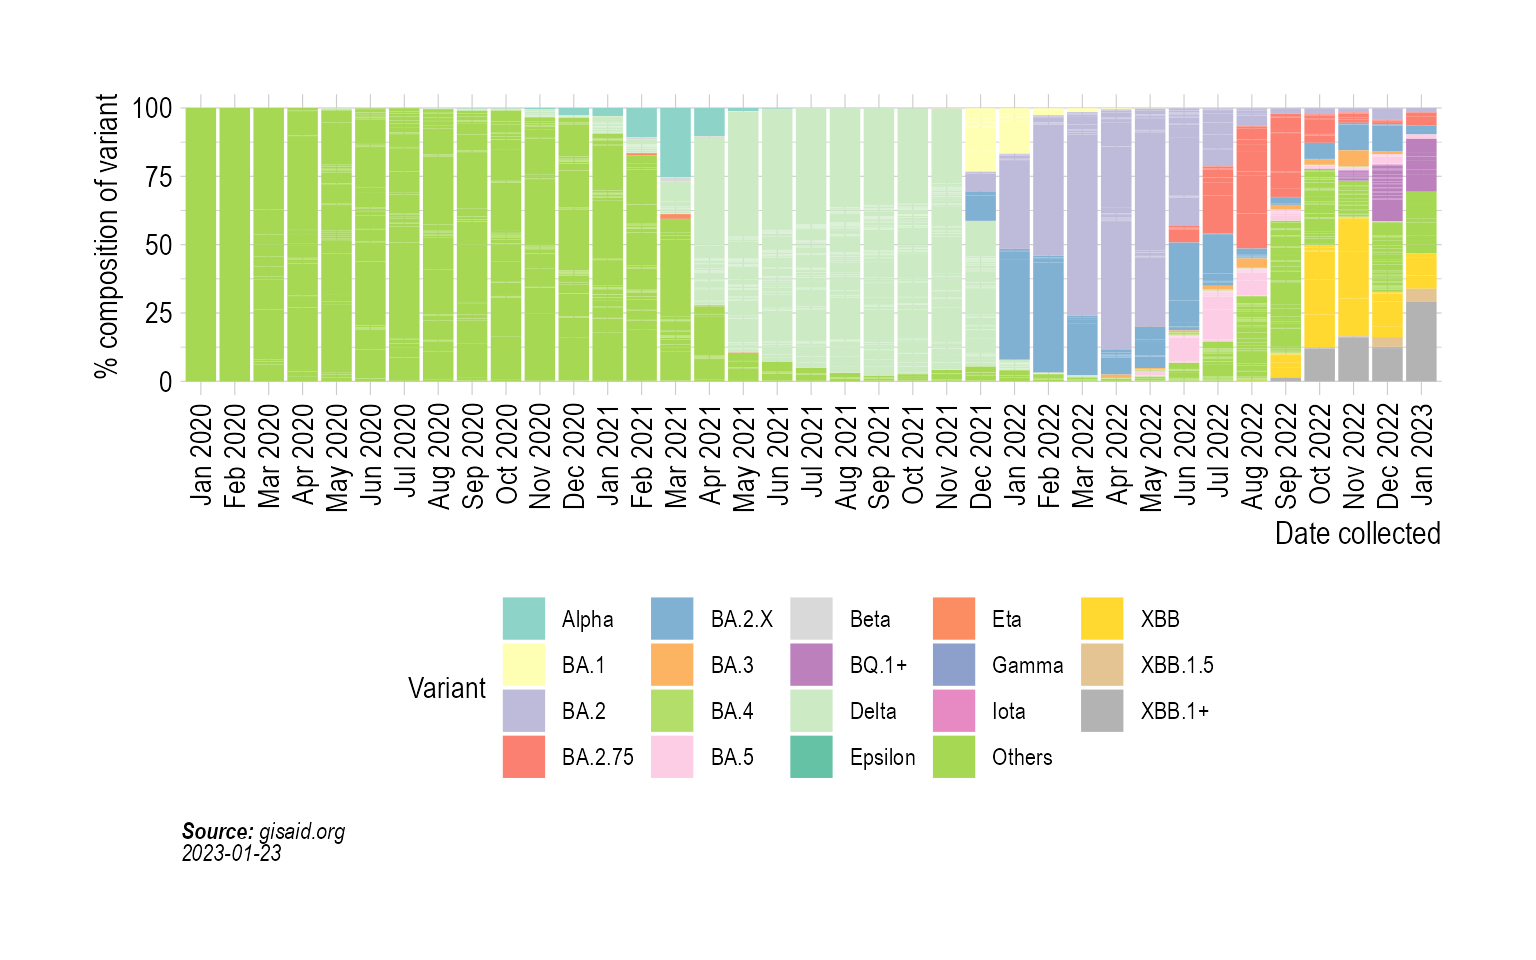 % composition of variant
100
75
50
25
0
Jan 2020
Feb 2020
Mar 2020
Apr 2020
May 2020
Jun 2020
Jul 2020
Aug 2020
Sep 2020
Oct 2020
Nov 2020
Dec 2020
Jan 2021
Feb 2021
Mar 2021
Apr 2021
May 2021
Jun 2021
Jul 2021
Aug 2021
Sep 2021
Oct 2021
Nov 2021
Dec 2021
Jan 2022
Feb 2022
Mar 2022
Apr 2022
May 2022
Jun 2022
Jul 2022
Aug 2022
Sep 2022
Oct 2022
Nov 2022
Dec 2022
Jan 2023
Date collected
Variant
Alpha
BA.1
BA.2
BA.2.75
BA.2.X
BA.3
BA.4
BA.5
Beta
BQ.1+
Delta
Epsilon
Eta
Gamma
Iota
Others
XBB
XBB.1.5
XBB.1+
Source: gisaid.org
2023-01-23